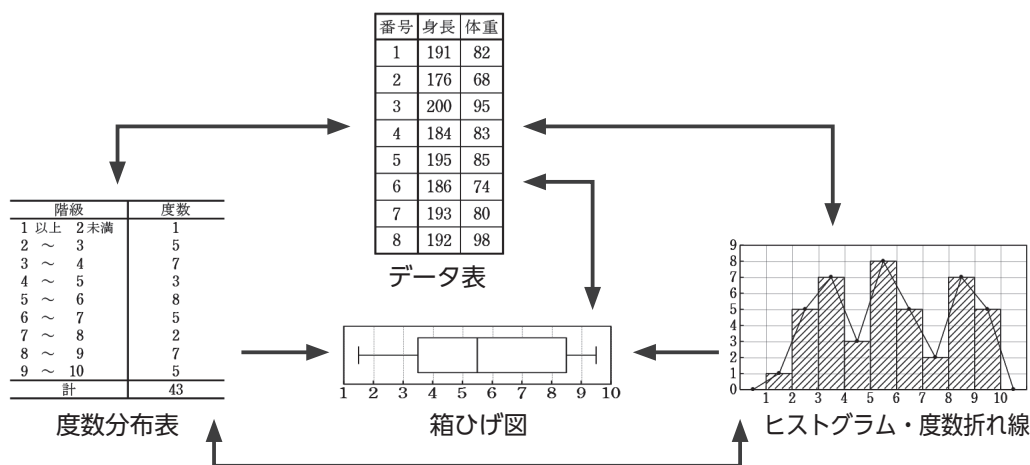 番号 身長 体重
1 191 82
2 176 68
3 200 95
4 184 83
5 195 85
6 186 74
7 193 80
8 192 98
データ表
階級 度数
1 以上 2 未満 1
2 ～ 3 5
3 ～ 4 7
4 ～ 5 3
5 ～ 6 8
6 ～ 7 5
7 ～ 8 2
8 ～ 9 7
9 ～ 10 5
計 43
度数分布表
1 2 3 4 5 6 7 8 9 10
箱ひげ図
9
8
7
6
5
4
3
2
1
0
1 2 3 4 5 6 7 8 9 10
ヒストグラム・度数折れ線